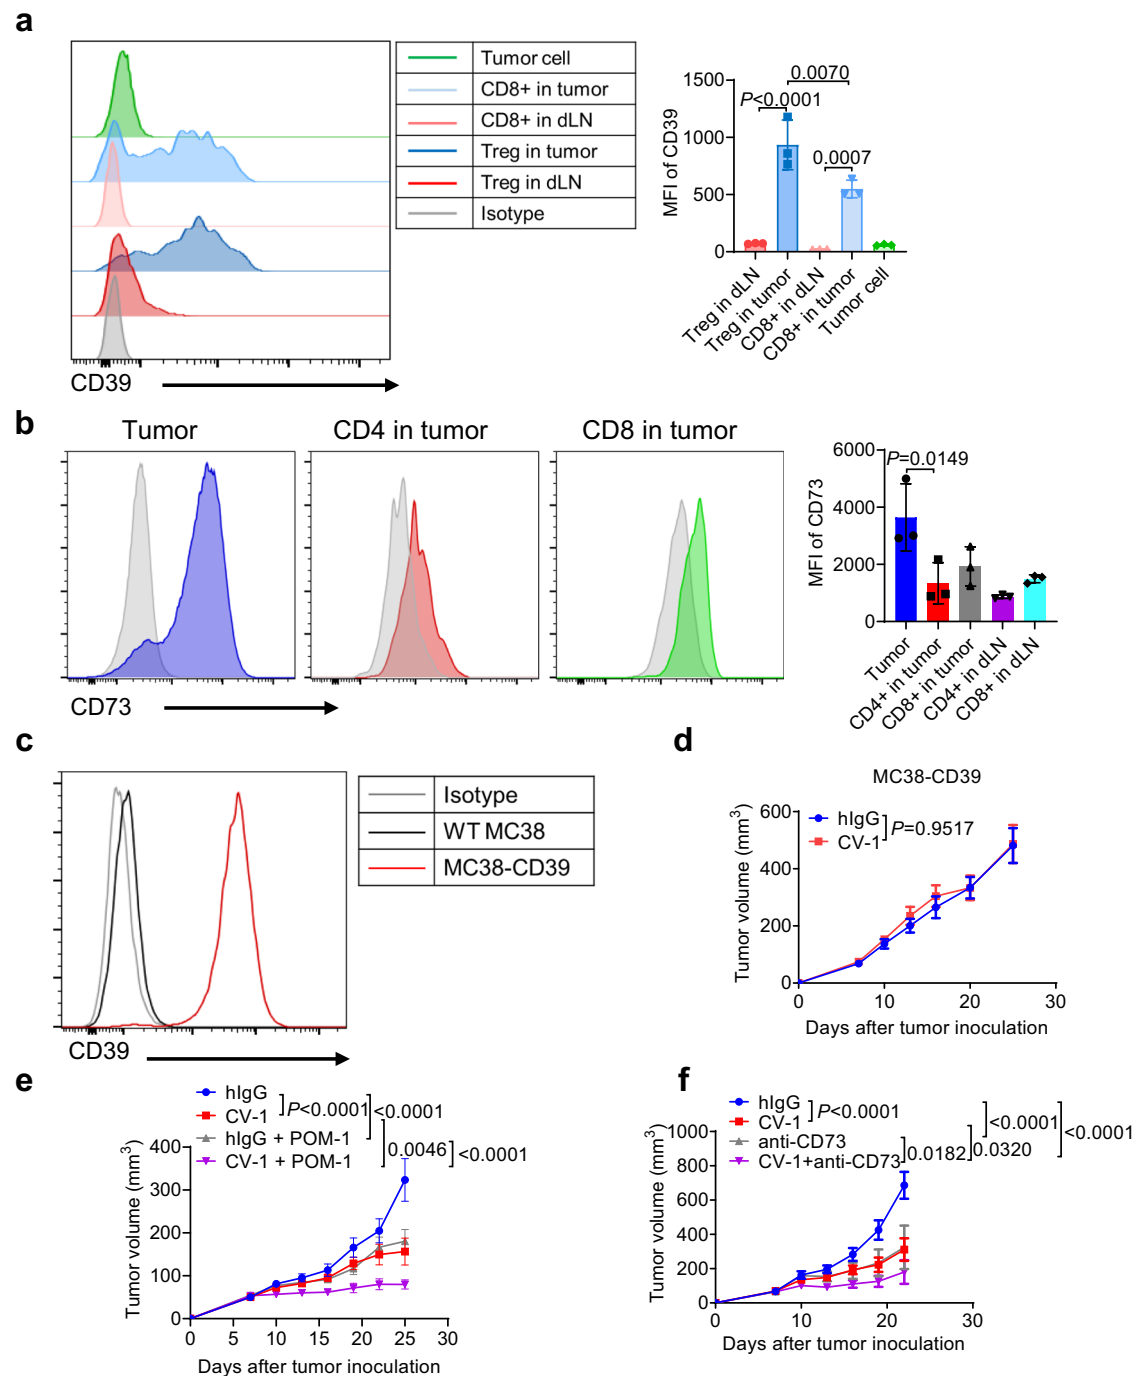 a
Tumor cell
CD8+ in tumor
CD8+ in dLN
Treg in tumor
Treg in dLN
Isotype
CD39
MFI of CD39
1500
1000
500
0
0.0070
P<0.0001
0.0007
Treg in dLN
Treg in tumor
CD8+ in dLN
CD8+ in tumor
Tumor cell
b
Tumor
CD4 in tumor
CD8 in tumor
CD73
MFI of CD73
6000
4000
2000
0
P=0.0149
Tumor
CD4+ in tumor
CD8+ in tumor
CD4+ in dLN
CD8+ in dLN
c
Isotype
WT MC38
MC38-CD39
CD39
d
MC38-CD39
Tumor volume (mm³)
600
400
200
0
hIgG
CV-1
P=0.9517
0 10 20 30
Days after tumor inoculation
e
hIgG
CV-1
hIgG + POM-1
CV-1 + POM-1
P<0.0001
<0.0001
0.0046
<0.0001
Tumor volume (mm³)
400
300
200
100
0
0 5 10 15 20 25 30
Days after tumor inoculation
f
hIgG
CV-1
anti-CD73
CV-1+anti-CD73
P<0.0001
0.0182
<0.0001
0.0320
<0.0001
Tumor volume (mm³)
1000
800
600
400
200
0
0 10 20 30
Days after tumor inoculation